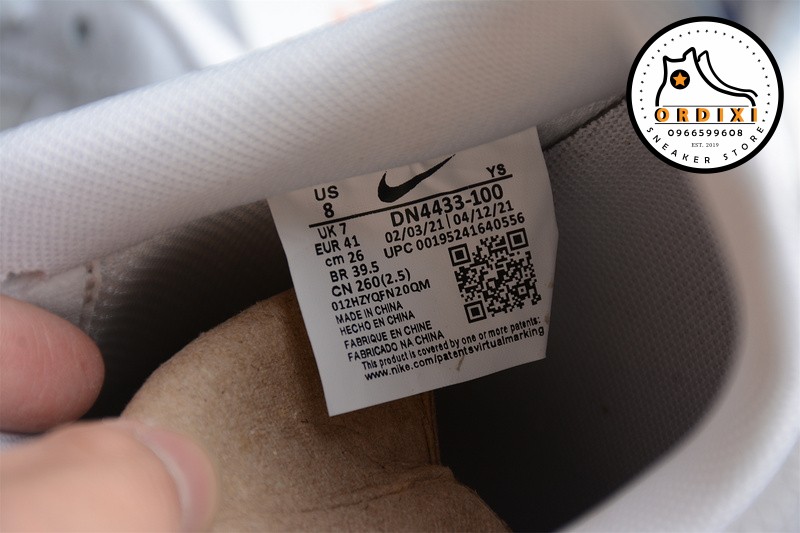 US
8
YS
UK 7
EUR 41
cm 26
BR 39.5
CN 260(2.5)
DN4433-100
02/03/21 | 04/12/21
UPC 00195241640556
012HZYQFN20QM
MADE IN CHINA
HECHO EN CHINA
FABRIQUE EN CHINE
FABRICADO NA CHINA
This product is covered by one or more patents:
www.nike.com/patentsvirtualmarking
ORDIXI
0966599608
EST. 2019
SNEAKER STORE